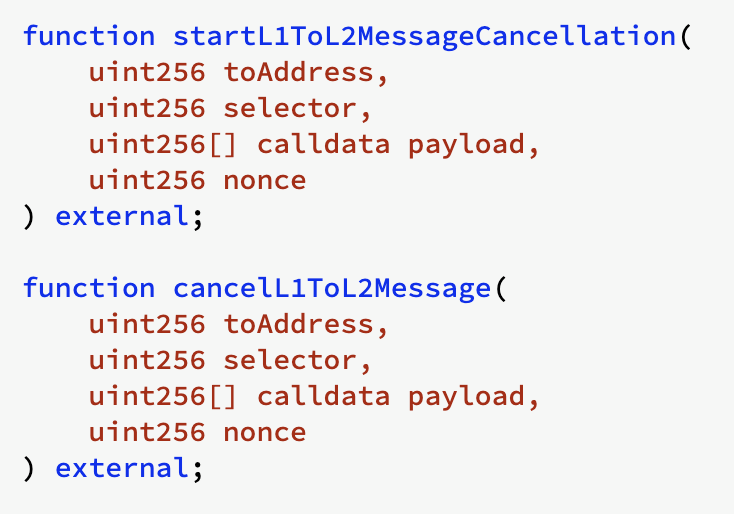 function startL1ToL2MessageCancellation(
    uint256 toAddress,
    uint256 selector,
    uint256[] calldata payload,
    uint256 nonce
) external;

function cancelL1ToL2Message(
    uint256 toAddress,
    uint256 selector,
    uint256[] calldata payload,
    uint256 nonce
) external;